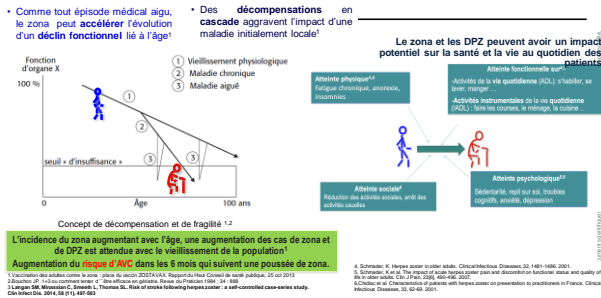 • Comme tout épisode médical aigu,
le zona peut accélérer l'évolution
d'un déclin fonctionnel lié à l'âge¹
• Des décompensations en
cascade aggravent l'impact d'une
maladie initialement locale¹
Fonction
d'organe X
100 %
1 Vieillissement physiologique
2 Maladie chronique
3 Maladie aiguë
1
2
3
3
seuil « d'insuffisance »
0
Âge
100 ans
Concept de décompensation et de fragilité 1,2
L'incidence du zona augmentant avec l'âge, une augmentation des cas de zona et
de DPZ est attendue avec le vieillissement de la population¹
Augmentation du risque d'AVC dans les 6 mois qui suivent une poussée de zona.
1.Vaccination des adultes contre le zona : place du vaccin ZOSTAVAX. Rapport du Haut Conseil de santé publique, 25 oct 2013
2.Bouchon JP. 1+2 ou comment tenter d'être efficace en gériatrie. Revue du Praticien 1984 ; 34 : 888
3 Langan SM, Minassian C, Smeeth L, Thomas SL. Risk of stroke following herpes zoster : a self-controlled case-series study.
Clin Infect Dis. 2014, 58 (11), 497-503
Le zona et les DPZ peuvent avoir un impact
potentiel sur la santé et la vie au quotidien des
patients
Atteinte physique⁴,⁵
Fatigue chronique, anorexie,
insomnies
Atteinte fonctionnelle sur⁴,
-Activités de la vie quotidienne (ADL): s'habiller, se
laver, manger …
-Activités instrumentales de la vie quotidienne
(IADL) : faire les courses, le ménage, la cuisine ..
Atteinte sociale⁶
Réduction des activités sociales, arrêt des
activités usuelles
Atteinte psychologique⁵,⁶
Sédentarité, repli sur soi, troubles
cognitifs, anxiété, dépression
4, Schmader, K. Herpes zoster in older adults. Clinical Infectious Diseases, 32, 1481-1486. 2001.
5, Schmader, K et al. The impact of acute herpes zoster pain and discomfort on functional status and quality of
life in older adults. Clin J Pain, 23[6], 490-496. 2007.
6,Chidiac et al. Characteristics of patients with herpes zoster on presentation to practitioners in France. Clinical
Infectious Diseases, 33, 62-69. 2001.